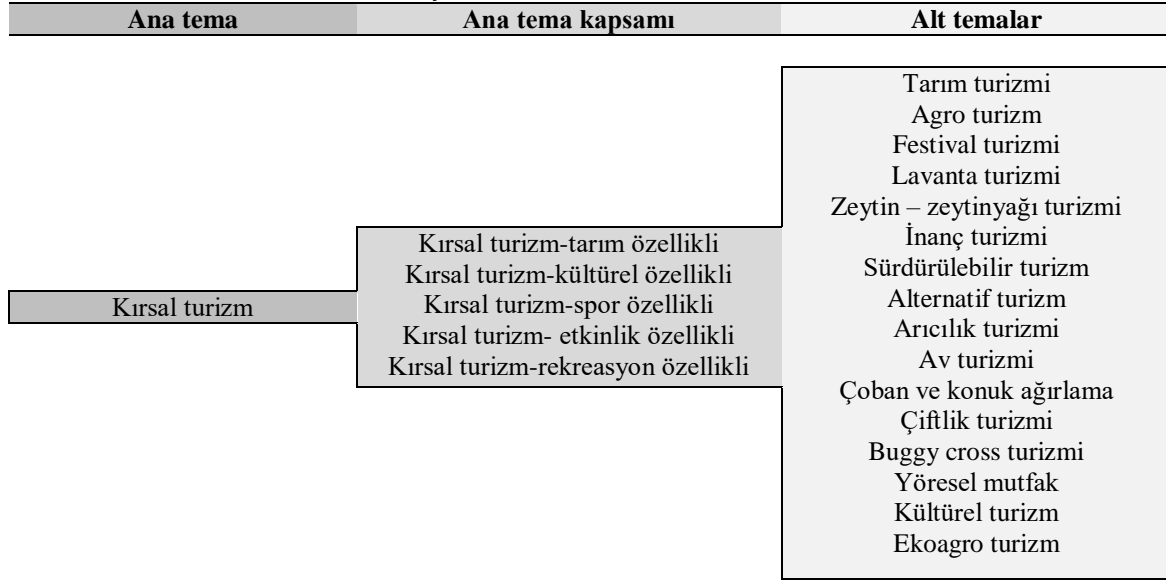 Ana tema Ana tema kapsamı Alt temalar
Kırsal turizm
Kırsal turizm-tarım özellikli
Kırsal turizm-kültürel özellikli
Kırsal turizm-spor özellikli
Kırsal turizm- etkinlik özellikli
Kırsal turizm-rekreasyon özellikli
Tarım turizmi
Agro turizm
Festival turizmi
Lavanta turizmi
Zeytin – zeytinyağı turizmi
İnanç turizmi
Sürdürülebilir turizm
Alternatif turizm
Arıcılık turizmi
Av turizmi
Çoban ve konuk ağırlama
Çiftlik turizmi
Buggy cross turizmi
Yöresel mutfak
Kültürel turizm
Ekoagro turizm